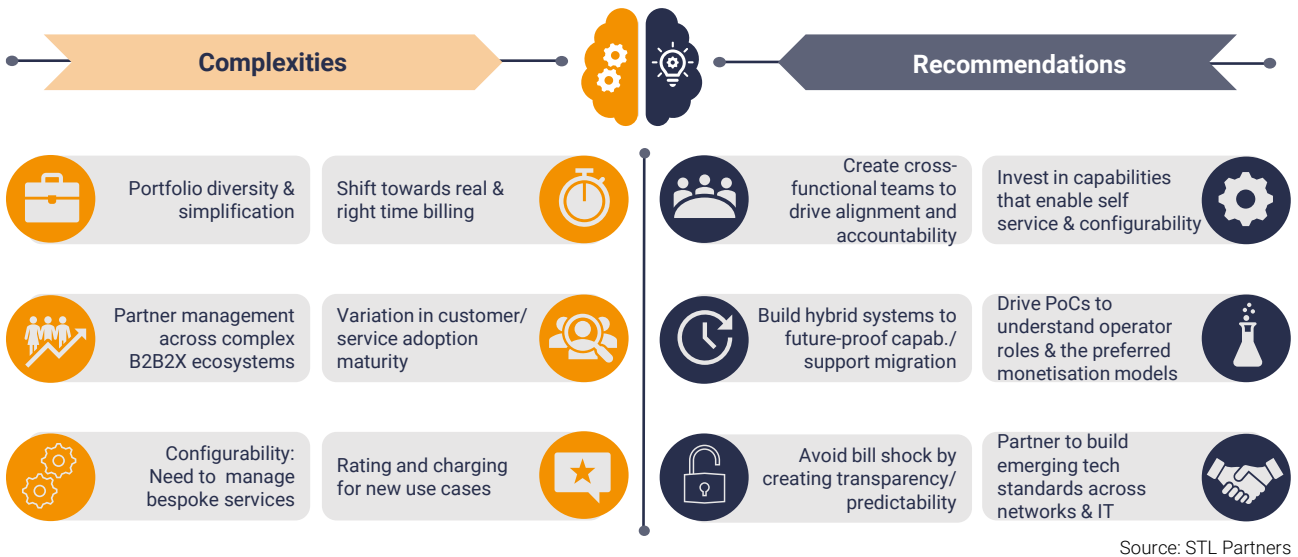 Complexities
Recommendations
Portfolio diversity &
simplification
Shift towards real &
right time billing
Create cross-
functional teams to
drive alignment and
accountability
Invest in capabilities
that enable self
service & configurability
Partner management
across complex
B2B2X ecosystems
Variation in customer/
service adoption
maturity
Build hybrid systems to
future-proof capab./
support migration
Drive PoCs to
understand operator
roles & the preferred
monetisation models
Configurability:
Need to manage
bespoke services
Rating and charging
for new use cases
Avoid bill shock by
creating transparency/
predictability
Partner to build
emerging tech
standards across
networks & IT
Source: STL Partners